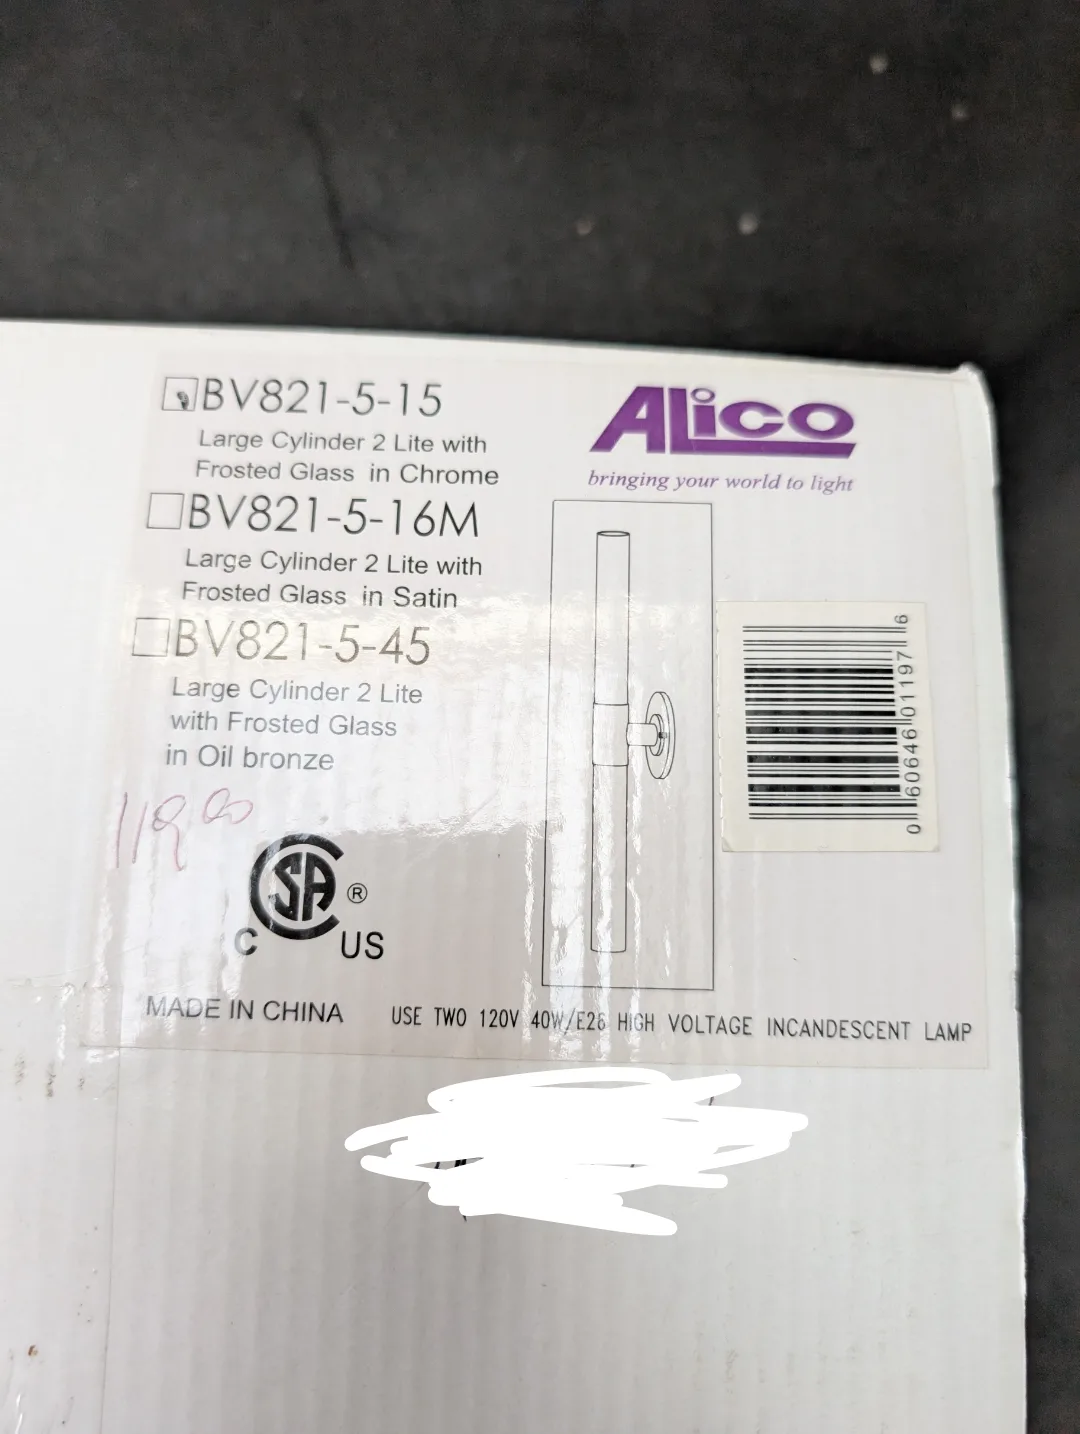 BV821-5-15
Large Cylinder 2 Lite with
Frosted Glass in Chrome
BV821-5-16M
Large Cylinder 2 Lite with
Frosted Glass in Satin
BV821-5-45
Large Cylinder 2 Lite
with Frosted Glass
in Oil bronze
119.00
CSA®
C US
MADE IN CHINA
ALiCO
bringing your world to light
0 60646 01197 6
USE TWO 120V 40W/E26 HIGH VOLTAGE INCANDESCENT LAMP